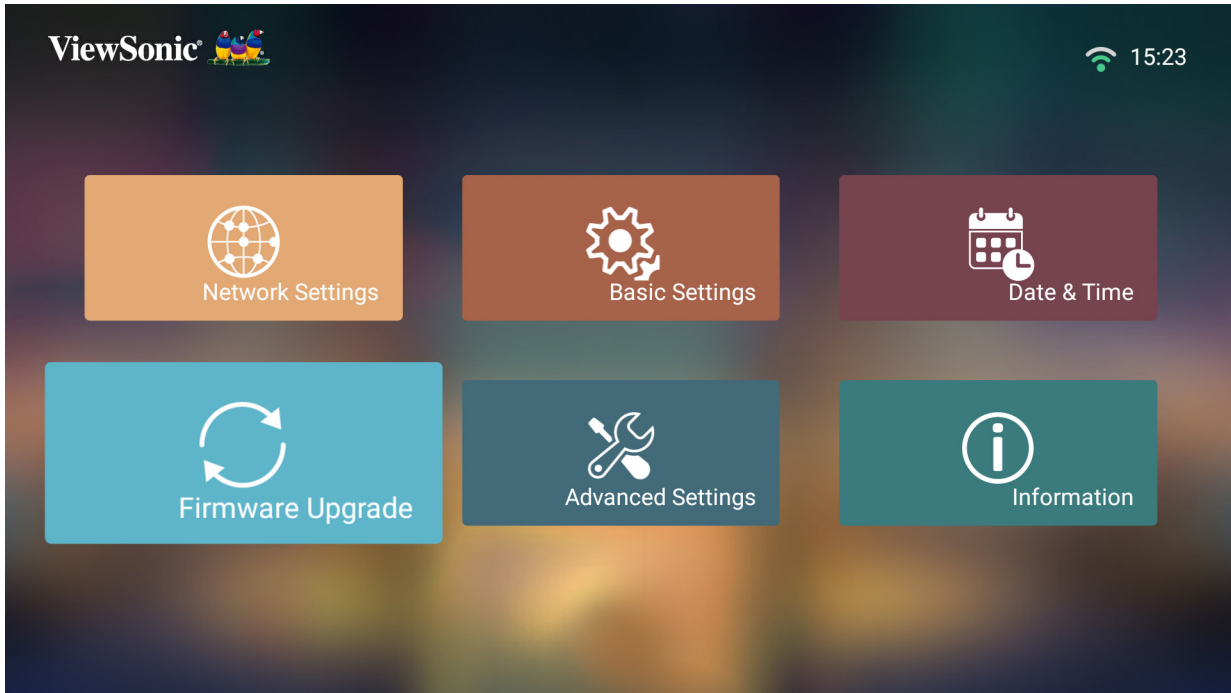 ViewSonic®
15:23
Network Settings
Basic Settings
Date & Time
Firmware Upgrade
Advanced Settings
Information